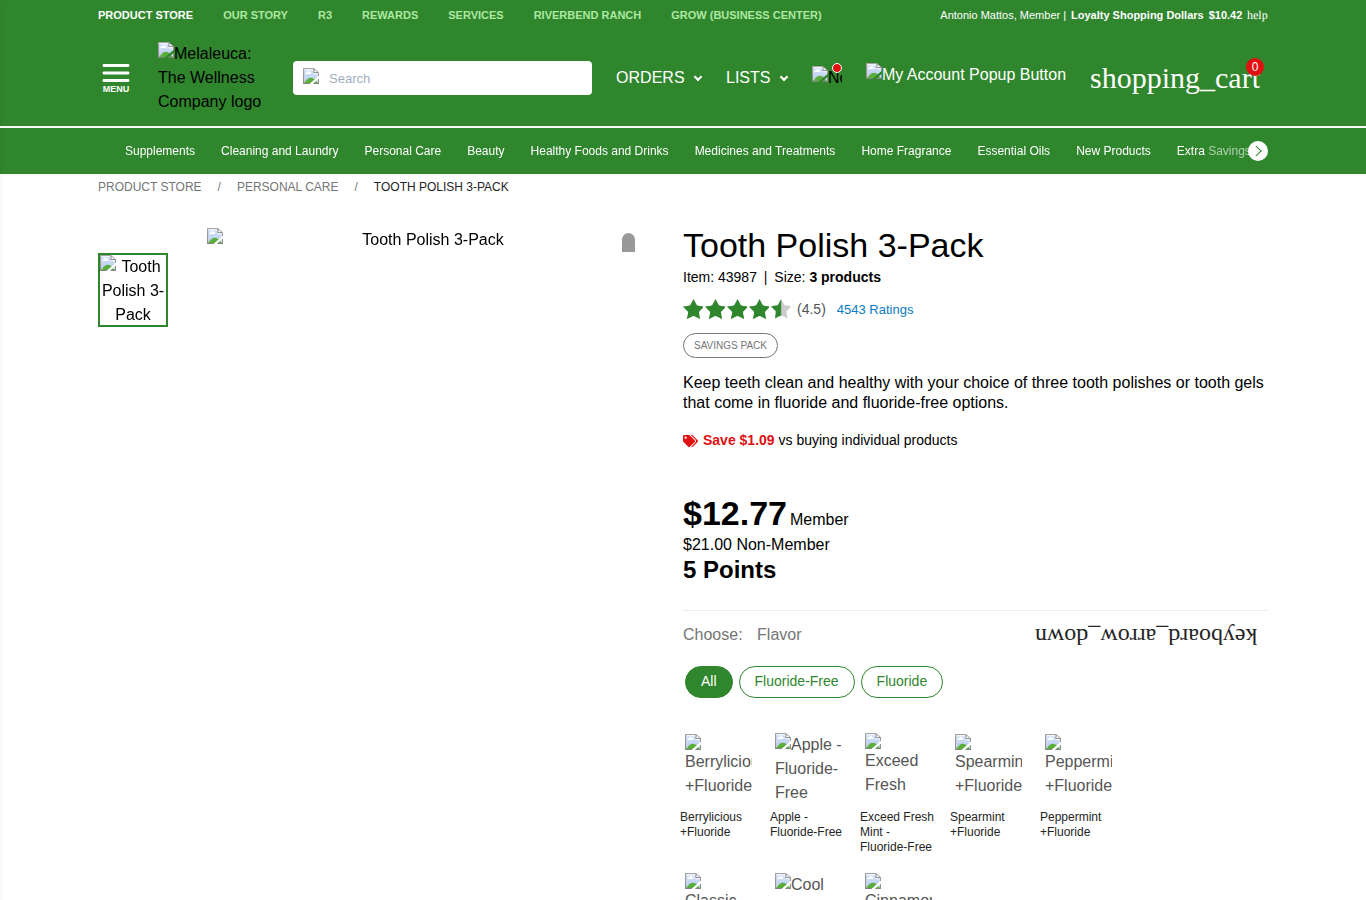 PRODUCT STORE OUR STORY R3 REWARDS SERVICES RIVERBEND RANCH GROW (BUSINESS CENTER) Antonio Mattos, Member | Loyalty Shopping Dollars $10.42 help
MENU
Melaleuca:
The Wellness
Company logo
Search
ORDERS LISTS My Account Popup Button shopping_cart 0
Supplements Cleaning and Laundry Personal Care Beauty Healthy Foods and Drinks Medicines and Treatments Home Fragrance Essential Oils New Products Extra Savings
PRODUCT STORE / PERSONAL CARE / TOOTH POLISH 3-PACK
Tooth Polish 3-Pack
Tooth
Polish 3-
Pack
Tooth Polish 3-Pack
Item: 43987 | Size: 3 products
(4.5) 4543 Ratings
SAVINGS PACK
Keep teeth clean and healthy with your choice of three tooth polishes or tooth gels
that come in fluoride and fluoride-free options.
Save $1.09 vs buying individual products
$12.77 Member
$21.00 Non-Member
5 Points
Choose: Flavor keyboard_arrow_down
All Fluoride-Free Fluoride
Berrylicio
+Fluoride
Apple -
Fluoride-
Free
Exceed
Fresh
Spearmin
+Fluoride
Peppermi
+Fluoride
Berrylicious
+Fluoride
Apple -
Fluoride-Free
Exceed Fresh
Mint -
Fluoride-Free
Spearmint
+Fluoride
Peppermint
+Fluoride
Classic
Cool
Cinnamo